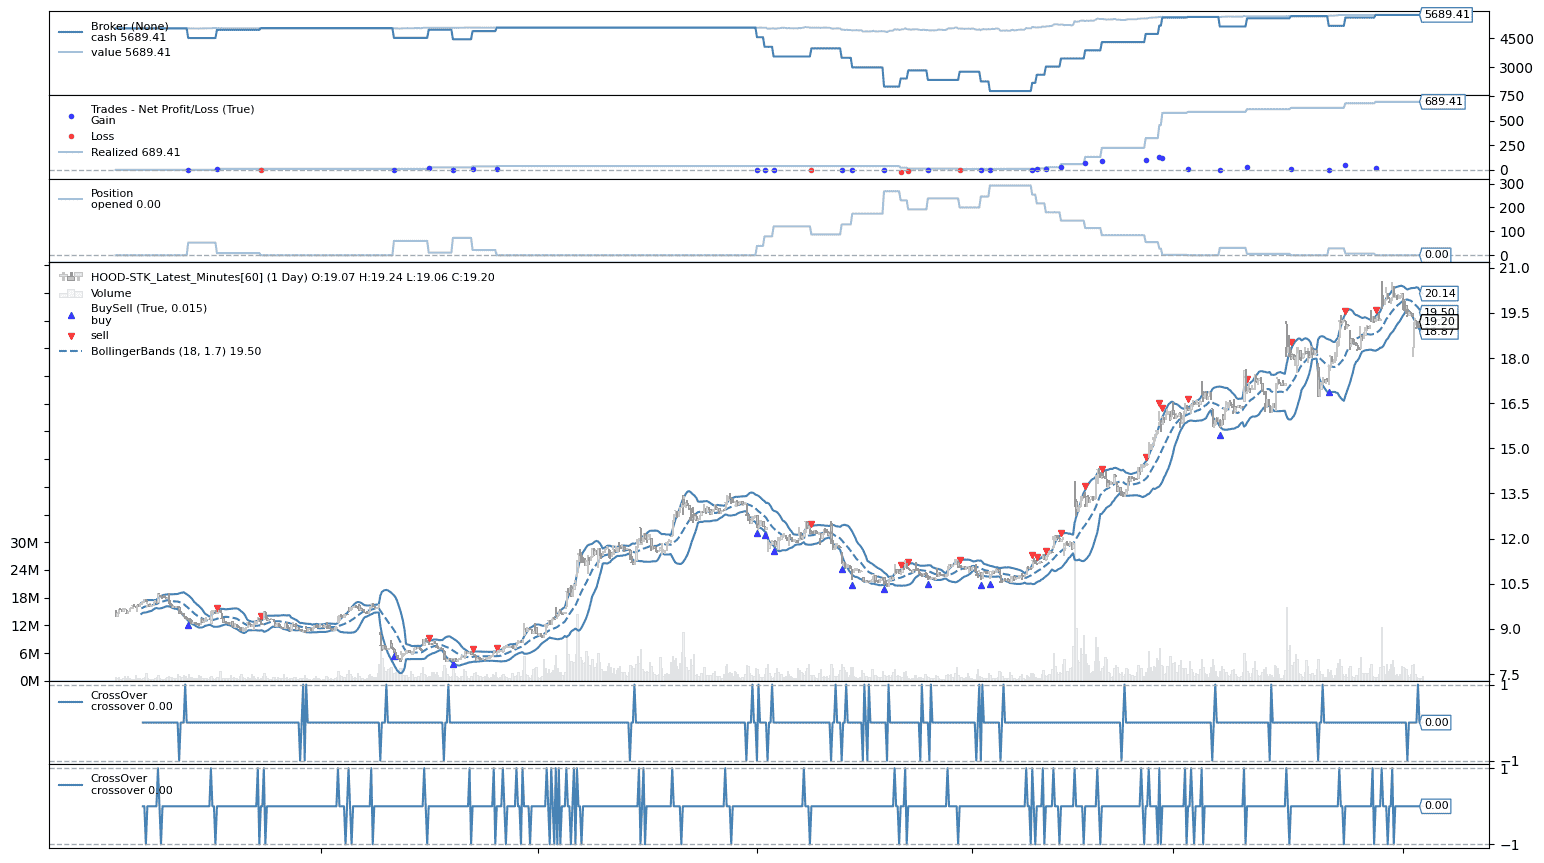 Broker (None)
cash 5689.41
value 5689.41
5689.41
4500
3000
Trades - Net Profit/Loss (True)
Gain
Loss
Realized 689.41
750
689.41
500
250
0
Position
opened 0.00
300
200
100
0.00
0
HOOD-STK_Latest_Minutes[60] (1 Day) O:19.07 H:19.24 L:19.06 C:19.20
Volume
BuySell (True, 0.015)
buy
sell
BollingerBands (18, 1.7) 19.50
21.0
20.14
19.50
19.5
19.20
18.87
18.0
16.5
15.0
13.5
12.0
10.5
9.0
7.5
30M
24M
18M
12M
6M
0M
CrossOver
crossover 0.00
1
0.00
−1
CrossOver
crossover 0.00
1
0.00
−1